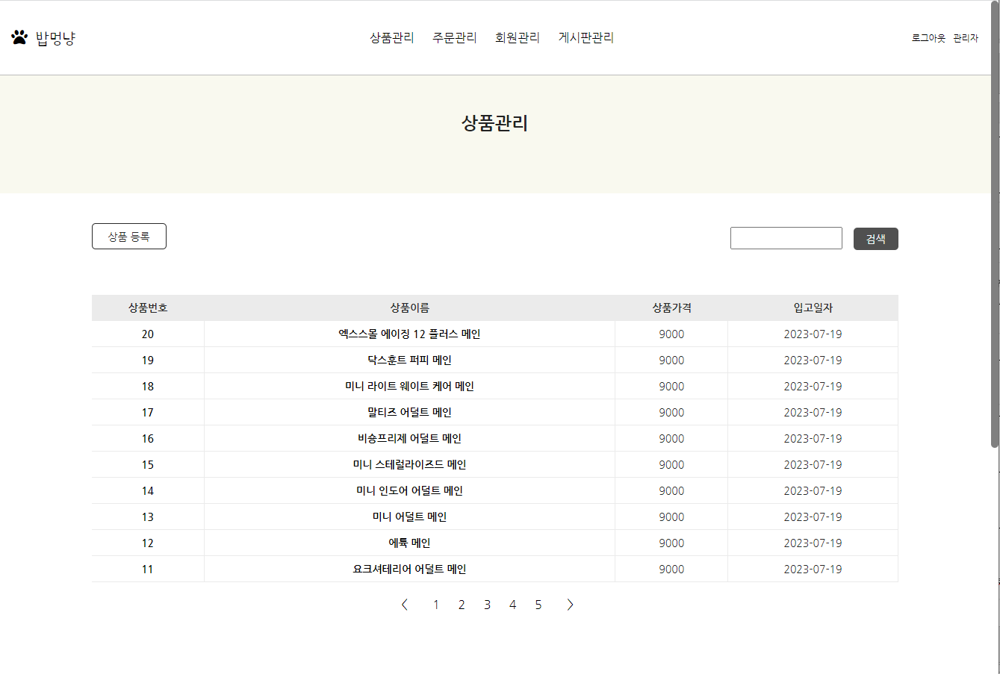 밥멍냥 상품관리 주문관리 회원관리 게시판관리 로그아웃 관리자
상품관리
상품 등록 검색
상품번호 상품이름 상품가격 입고일자
20 엑스스몰 에이징 12 플러스 메인 9000 2023-07-19
19 닥스훈트 퍼피 메인 9000 2023-07-19
18 미니 라이트 웨이트 케어 메인 9000 2023-07-19
17 말티즈 어덜트 메인 9000 2023-07-19
16 비숑프리제 어덜트 메인 9000 2023-07-19
15 미니 스테럴라이즈드 메인 9000 2023-07-19
14 미니 인도어 어덜트 메인 9000 2023-07-19
13 미니 어덜트 메인 9000 2023-07-19
12 에튝 메인 9000 2023-07-19
11 요크셔테리어 어덜트 메인 9000 2023-07-19
〈 1 2 3 4 5 〉